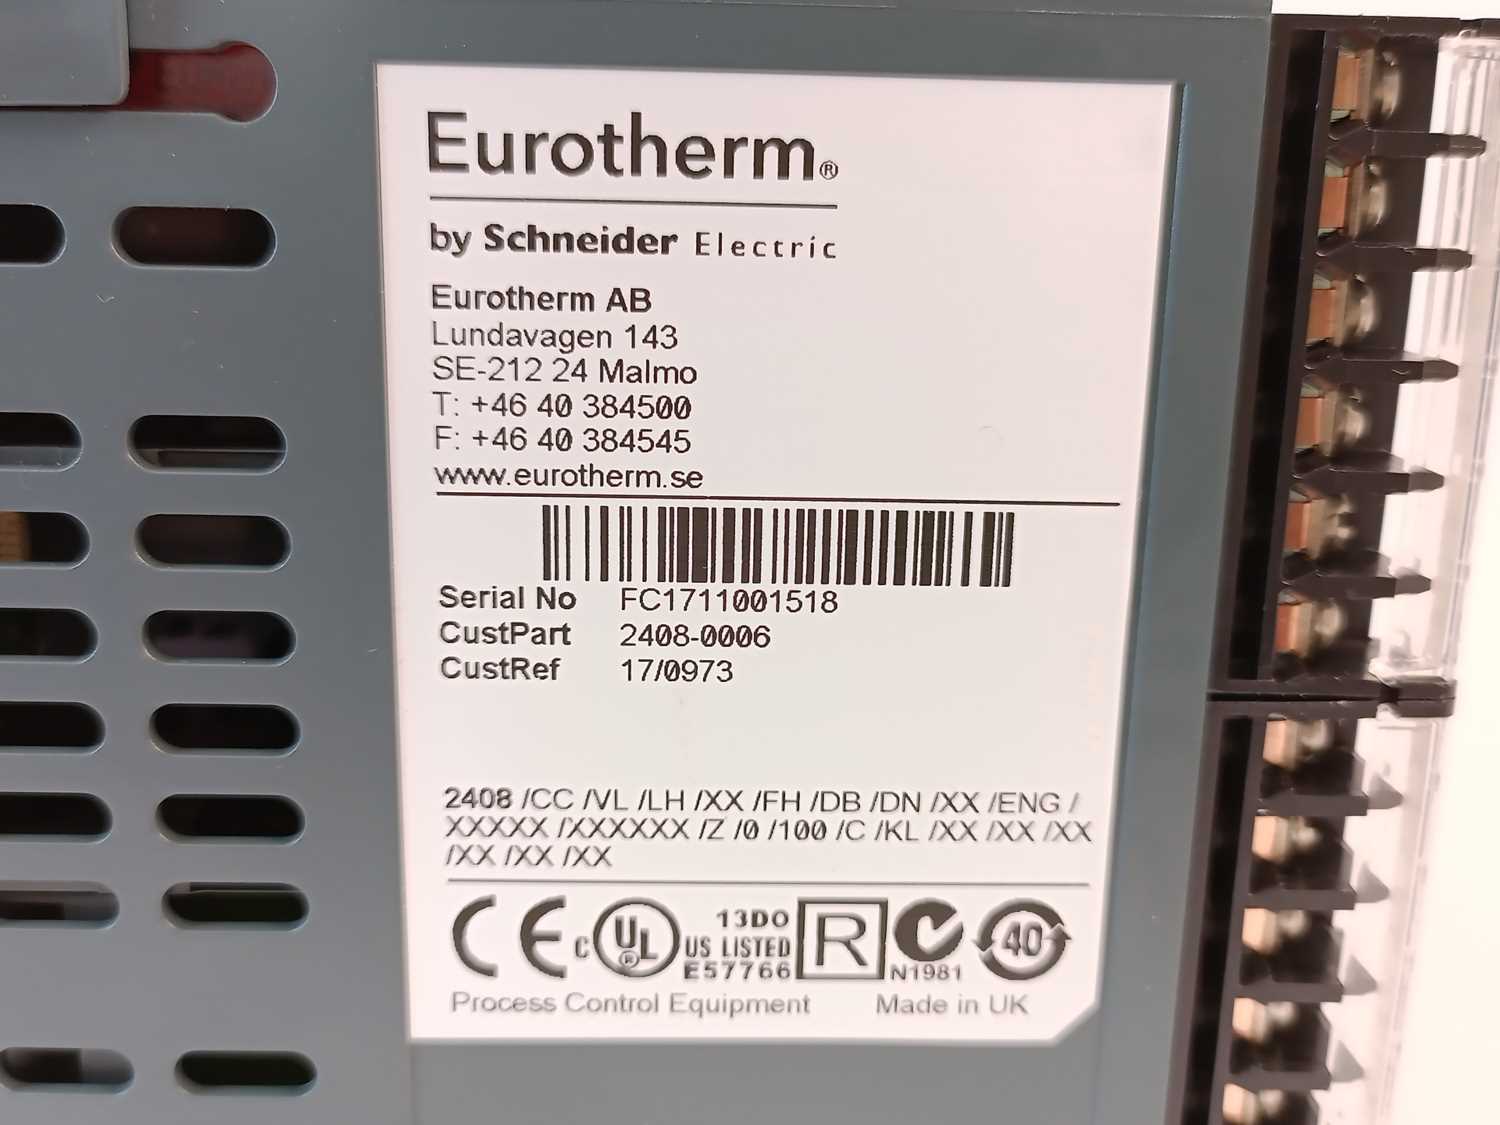 Eurotherm®
by Schneider Electric
Eurotherm AB
Lundavagen 143
SE-212 24 Malmo
T: +46 40 384500
F: +46 40 384545
www.eurotherm.se
Serial No FC1711001518
CustPart 2408-0006
CustRef 17/0973
2408 /CC /VL /LH /XX /FH /DB /DN /XX /ENG /
XXXXX /XXXXXX /Z /0 /100 /C /KL /XX /XX /XX
/XX /XX /XX
CE C UL® US LISTED 13DO E57766 R N1981 40
Process Control Equipment Made in UK